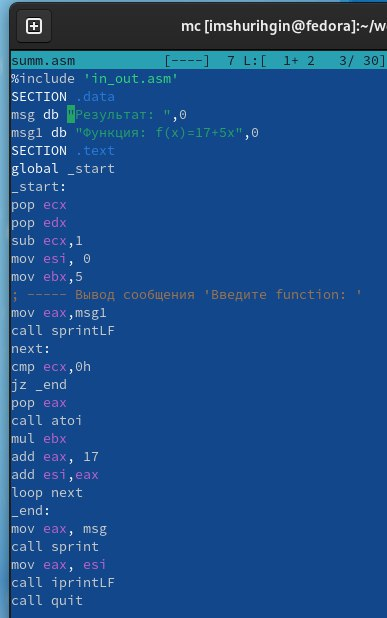 mc [imshurihgin@fedora]:~/w
summ.asm [----] 7 L:[ 1+ 2 3/ 30]
%include 'in_out.asm'
SECTION .data
msg db "Результат: ",0
msg1 db "Функция: f(x)=17+5x",0
SECTION .text
global _start
_start:
pop ecx
pop edx
sub ecx,1
mov esi, 0
mov ebx,5
; ----- Вывод сообщения 'Введите function: '
mov eax,msg1
call sprintLF
next:
cmp ecx,0h
jz _end
pop eax
call atoi
mul ebx
add eax, 17
add esi,eax
loop next
_end:
mov eax, msg
call sprint
mov eax, esi
call iprintLF
call quit